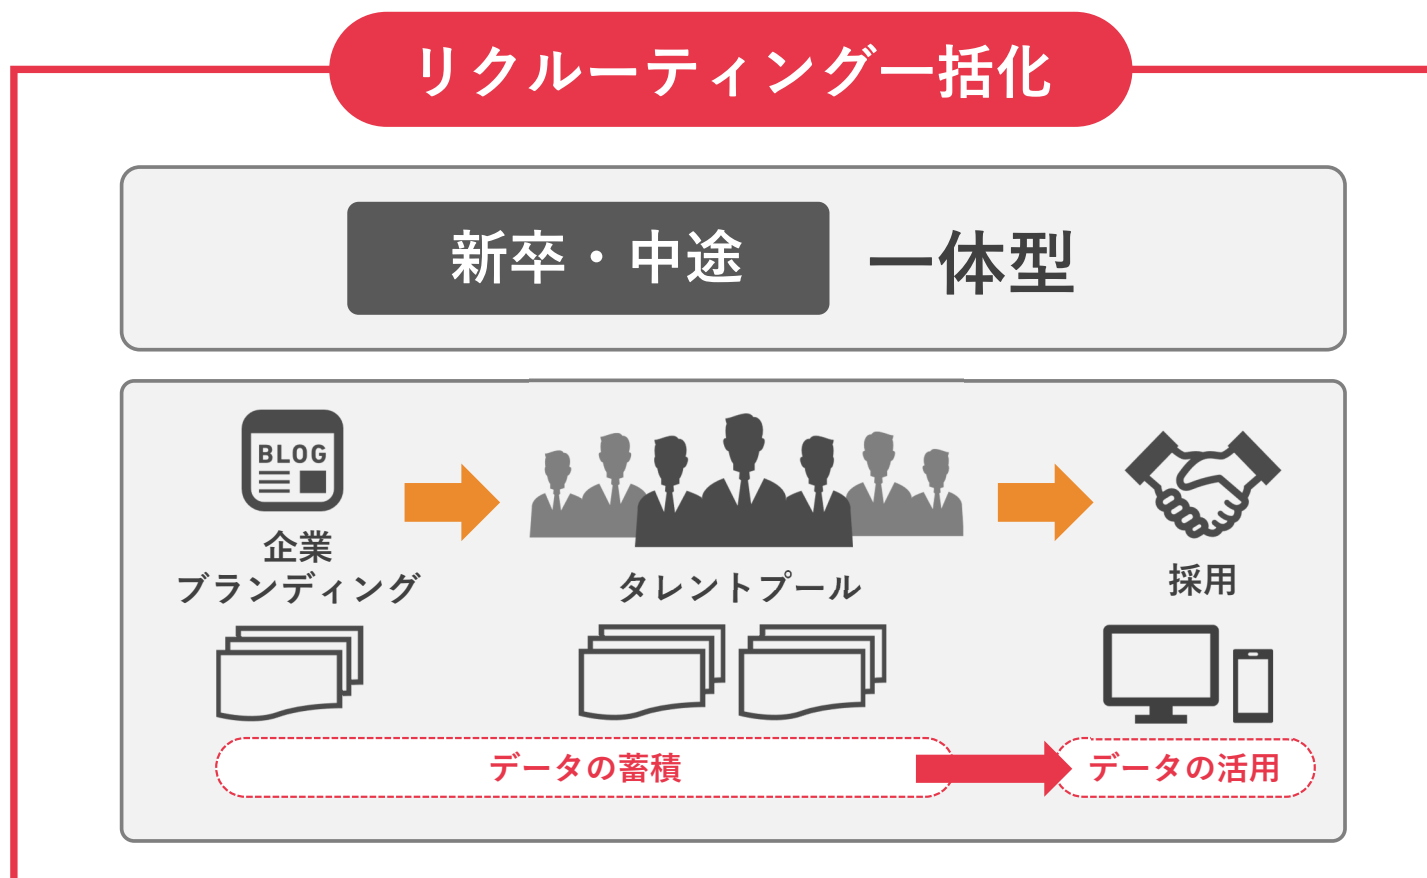 リクルーティング一括化
新卒・中途 一体型
BLOG
企業
ブランディング
タレントプール
採用
データの蓄積
データの活用